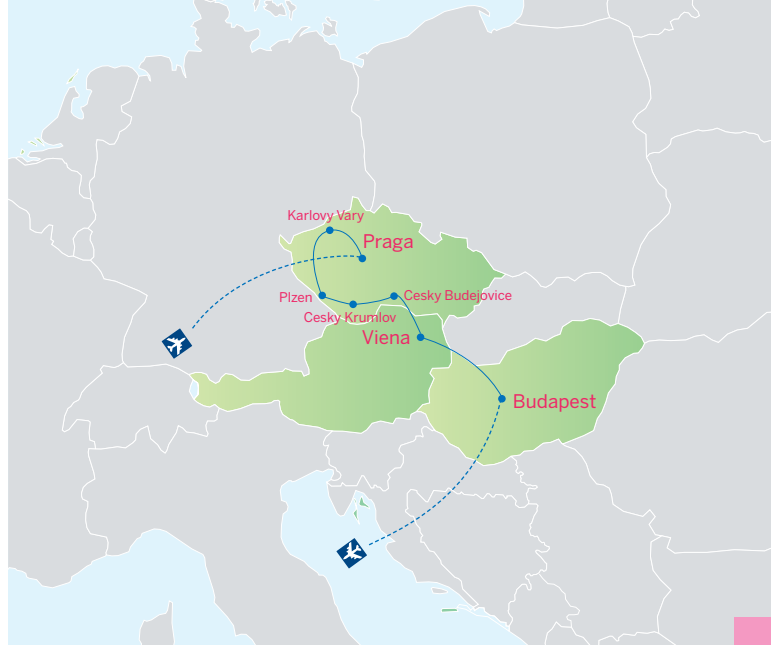 Karlovy Vary
Praga
Plzen
Cesky Budejovice
Cesky Krumlov
Viena
Budapest